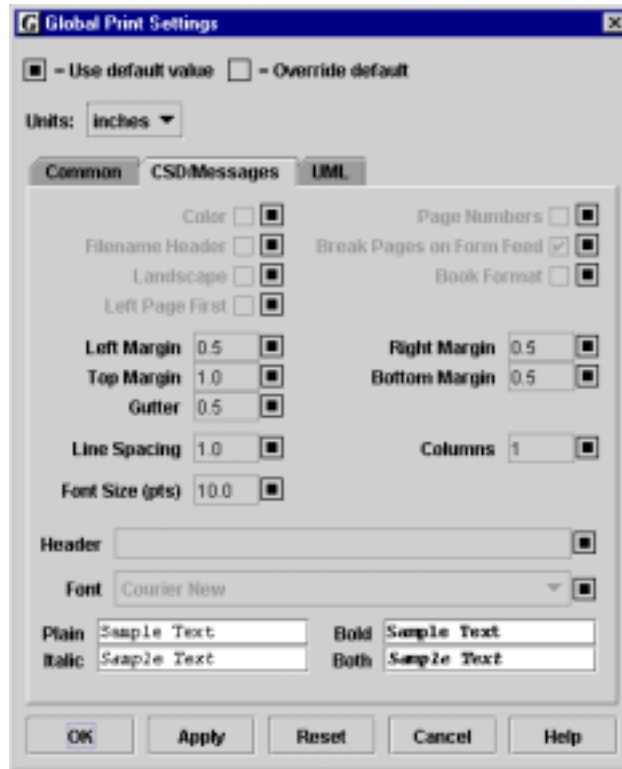 Global Print Settings
– Use default value – Override default
Units: inches
Common CSD/Messages UML
Color Page Numbers
Filename Header Break Pages on Form Feed
Landscape Book Format
Left Page First
Left Margin 0.5 Right Margin 0.5
Top Margin 1.0 Bottom Margin 0.5
Gutter 0.5
Line Spacing 1.0 Columns 1
Font Size (pts) 10.0
Header
Font Courier New
Plain Sample Text Bold Sample Text
Italic Sample Text Both Sample Text
OK Apply Reset Cancel Help